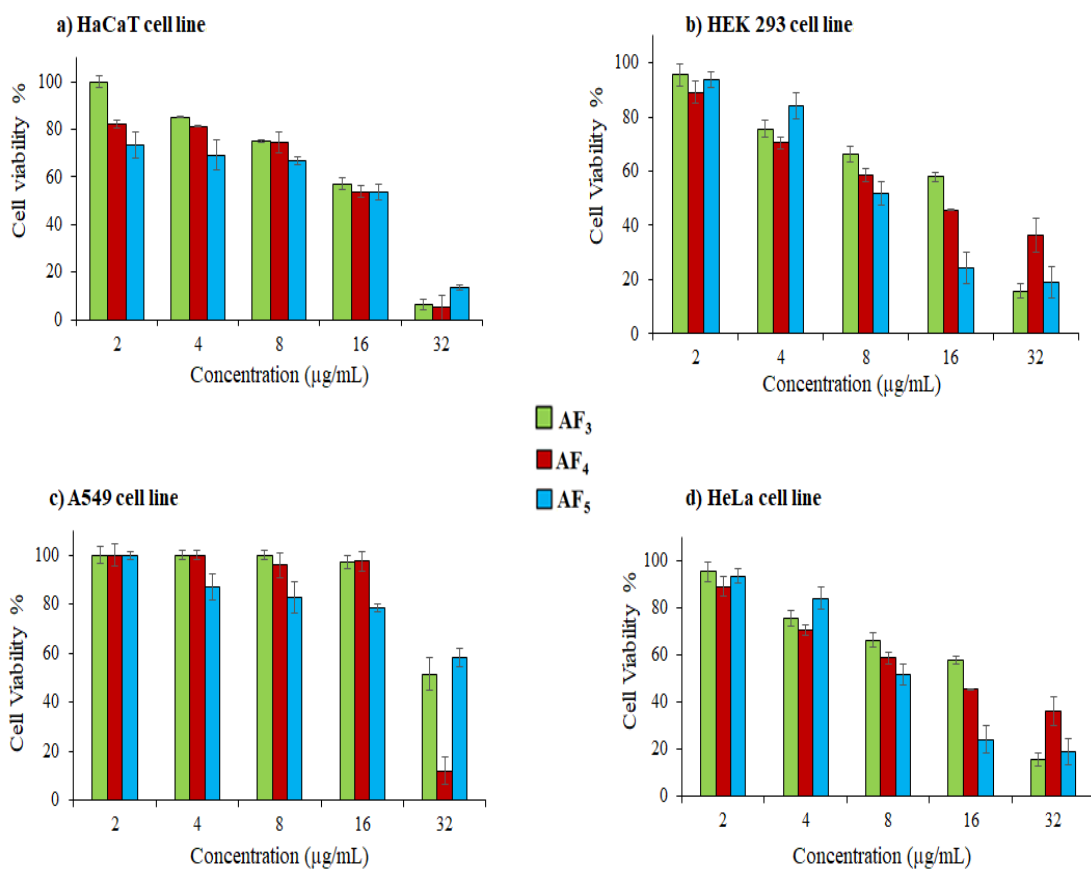 a) HaCaT cell line
Cell viability %
100
80
60
40
20
0
2 4 8 16 32
Concentration (µg/mL)
b) HEK 293 cell line
Cell Viability %
100
80
60
40
20
0
2 4 8 16 32
Concentration (µg/mL)
AF₃
AF₄
AF₅
c) A549 cell line
Cell Viability %
100
80
60
40
20
0
2 4 8 16 32
Concentration (µg/mL)
d) HeLa cell line
Cell Viability %
100
80
60
40
20
0
2 4 8 16 32
Concentration (µg/mL)